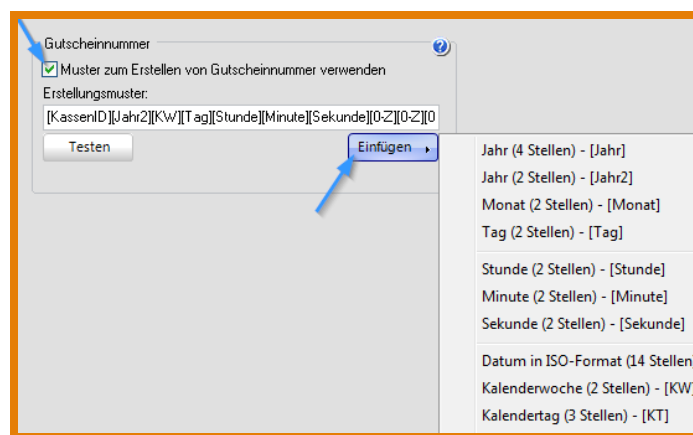 Gutscheinnummer
?
Muster zum Erstellen von Gutscheinnummer verwenden
Erstellungsmuster:
[KassenID][Jahr2][KW][Tag][Stunde][Minute][Sekunde][0-Z][0-Z][0
Testen
Einfügen
Jahr (4 Stellen) - [Jahr]
Jahr (2 Stellen) - [Jahr2]
Monat (2 Stellen) - [Monat]
Tag (2 Stellen) - [Tag]
Stunde (2 Stellen) - [Stunde]
Minute (2 Stellen) - [Minute]
Sekunde (2 Stellen) - [Sekunde]
Datum in ISO-Format (14 Stellen)
Kalenderwoche (2 Stellen) - [KW]
Kalendertag (3 Stellen) - [KT]